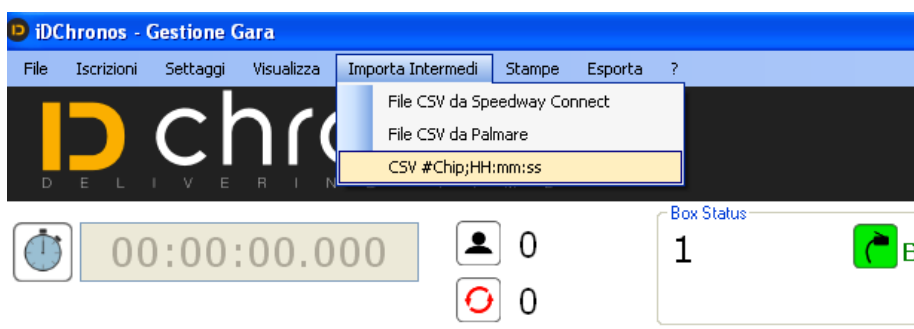 iDChronos - Gestione Gara
File Iscrizioni Settaggi Visualizza Importa Intermedi Stampe Esporta ?
File CSV da Speedway Connect
File CSV da Palmare
CSV #Chip;HH:mm:ss
D chr
D E L I V E R I N
Box Status
00:00:00.000 0 1 B
0